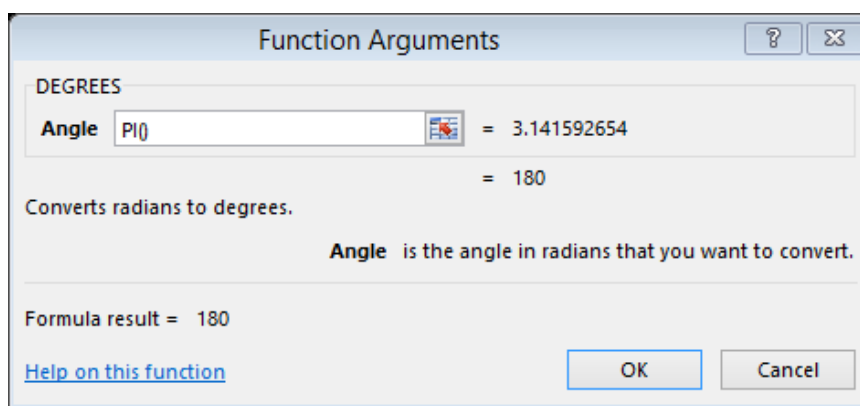 Function Arguments
DEGREES
Angle PI() = 3.141592654
= 180
Converts radians to degrees.
Angle is the angle in radians that you want to convert.
Formula result = 180
Help on this function OK Cancel